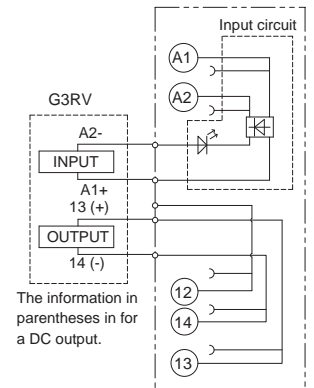 Input circuit
A1
G3RV
A2
A2-
INPUT
A1+
13 (+)
OUTPUT
14 (-)
12
The information in
parentheses in for
14
a DC output.
13